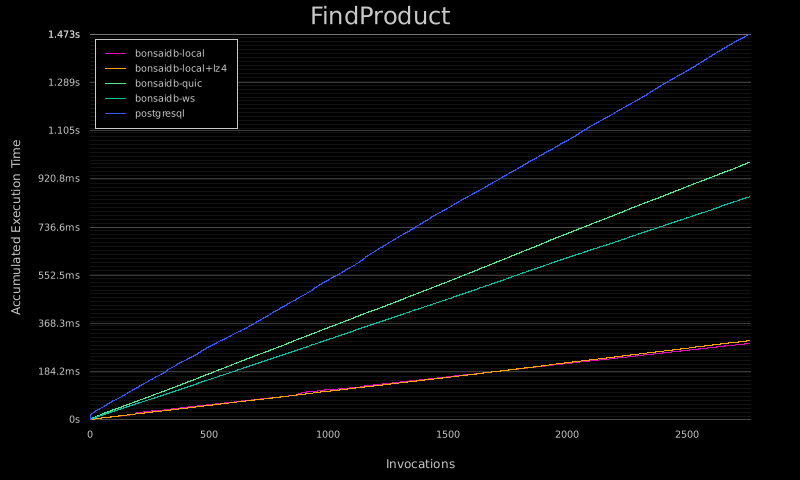 FindProduct
1.473s
1.289s
1.105s
920.8ms
736.6ms
552.5ms
368.3ms
184.2ms
0s
Accumulated Execution Time
bonsaidb-local
bonsaidb-local+lz4
bonsaidb-quic
bonsaidb-ws
postgresql
0 500 1000 1500 2000 2500
Invocations